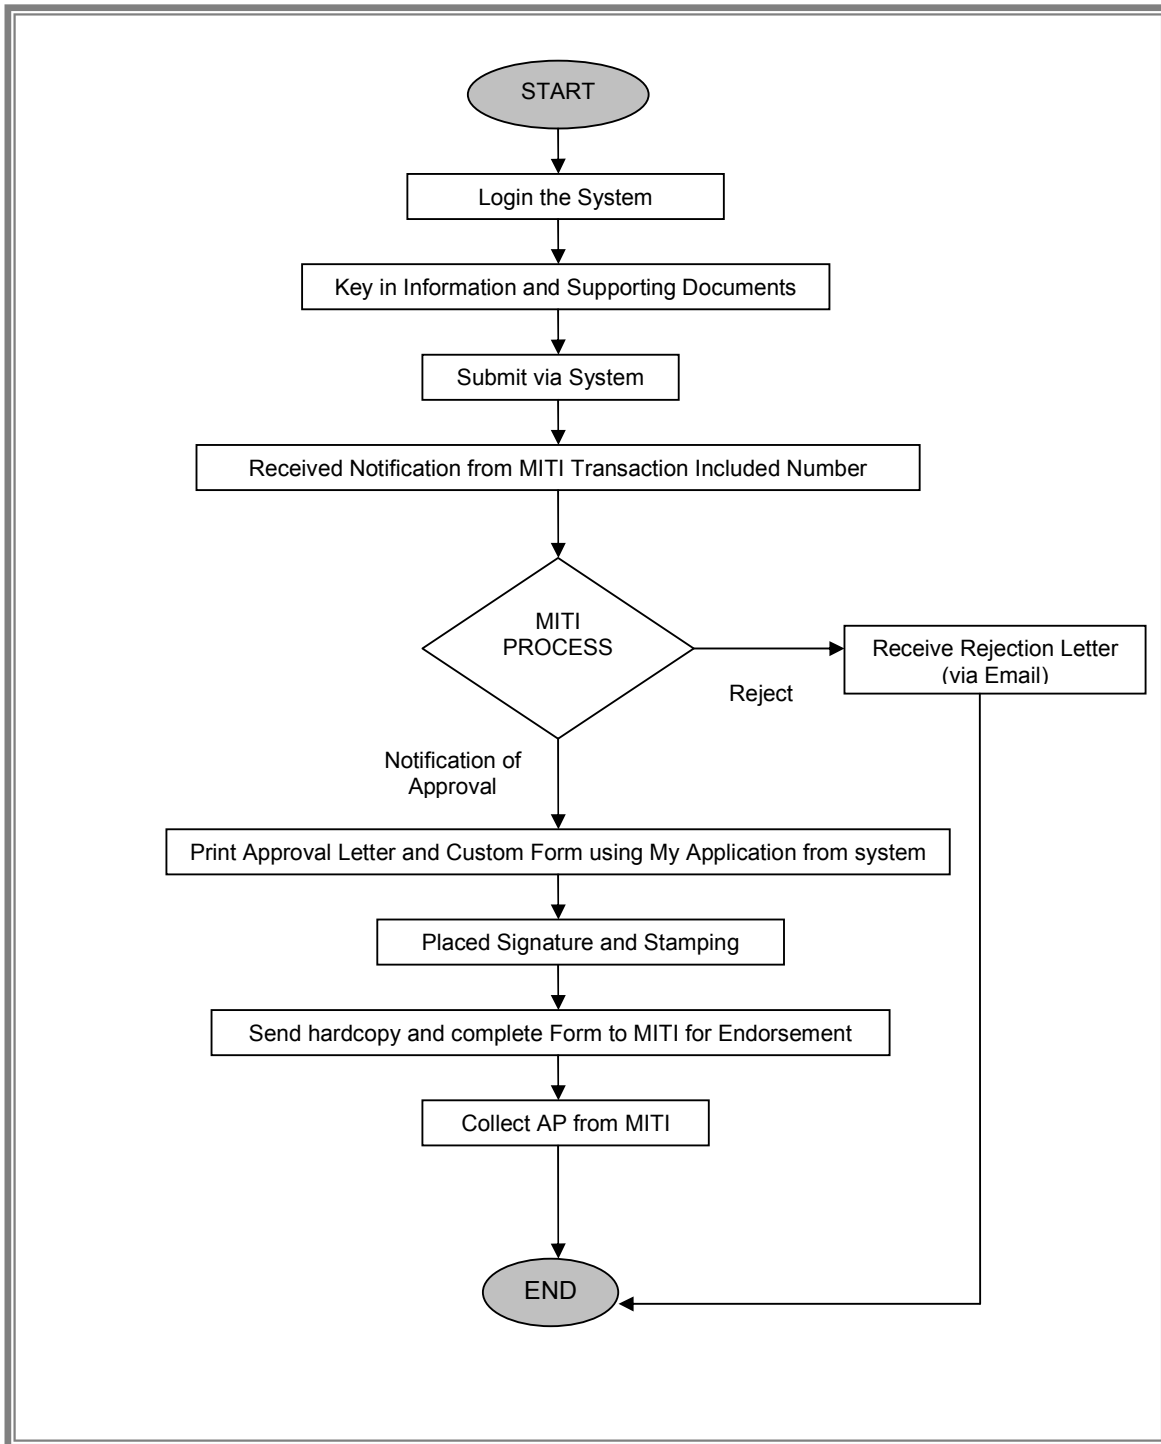 START
Login the System
Key in Information and Supporting Documents
Submit via System
Received Notification from MITI Transaction Included Number
MITI
PROCESS
Receive Rejection Letter
(via Email)
Reject
Notification of
Approval
Print Approval Letter and Custom Form using My Application from system
Placed Signature and Stamping
Send hardcopy and complete Form to MITI for Endorsement
Collect AP from MITI
END